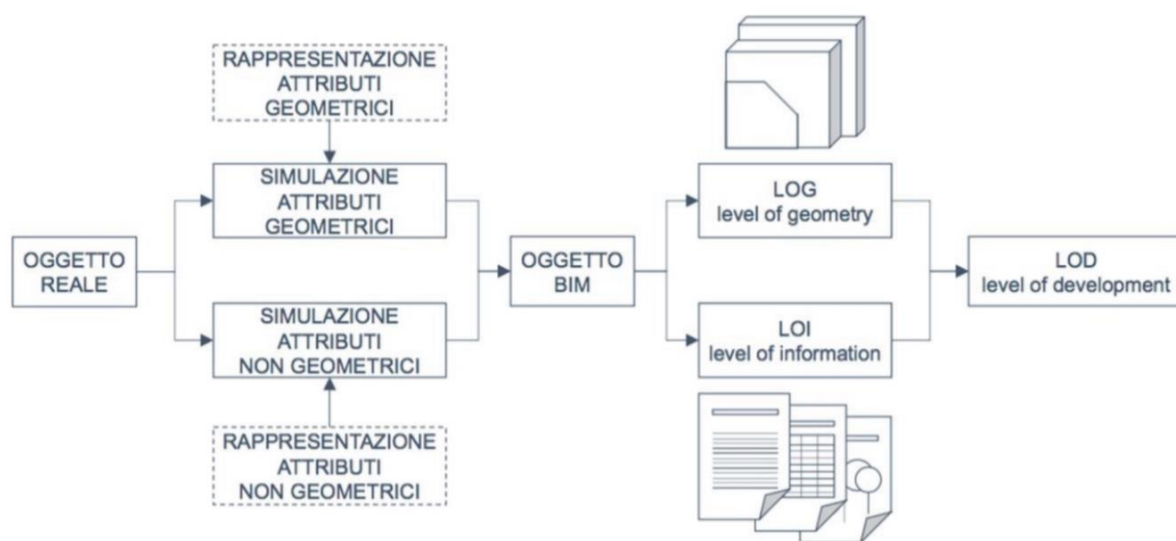 RAPPRESENTAZIONE
ATTRIBUTI
GEOMETRICI
SIMULAZIONE
ATTRIBUTI
GEOMETRICI
OGGETTO
REALE
SIMULAZIONE
ATTRIBUTI
NON GEOMETRICI
RAPPRESENTAZIONE
ATTRIBUTI
NON GEOMETRICI
OGGETTO
BIM
LOG
level of geometry
LOI
level of information
LOD
level of development